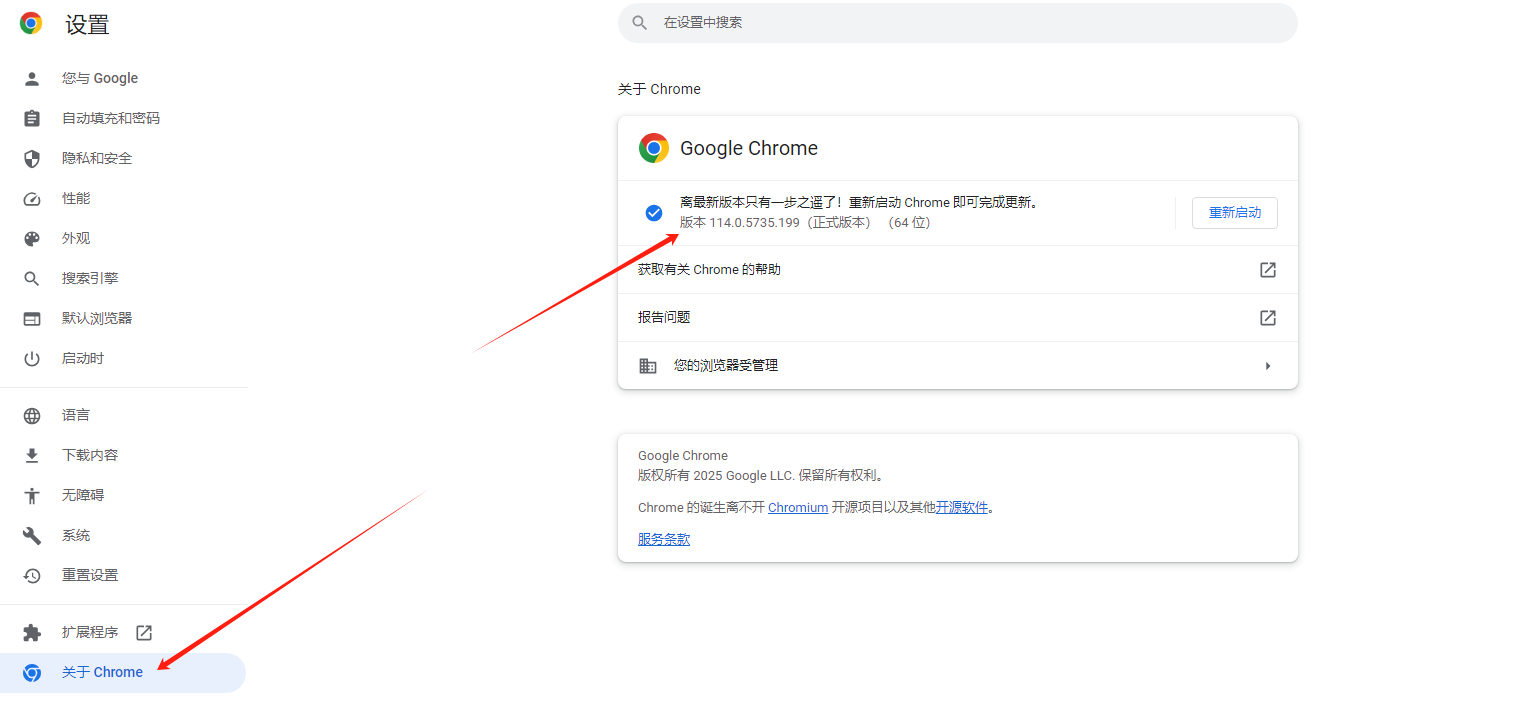 设置
您与 Google
自动填充和密码
隐私和安全
性能
外观
搜索引擎
默认浏览器
启动时
语言
下载内容
无障碍
系统
重置设置
扩展程序
关于 Chrome
在设置中搜索
关于 Chrome
Google Chrome
离最新版本只有一步之遥了！重新启动 Chrome 即可完成更新。
版本 114.0.5735.199（正式版本） （64 位）
重新启动
获取有关 Chrome 的帮助
报告问题
您的浏览器受管理
Google Chrome
版权所有 2025 Google LLC. 保留所有权利。
Chrome 的诞生离不开 Chromium 开源项目以及其他开源软件。
服务条款